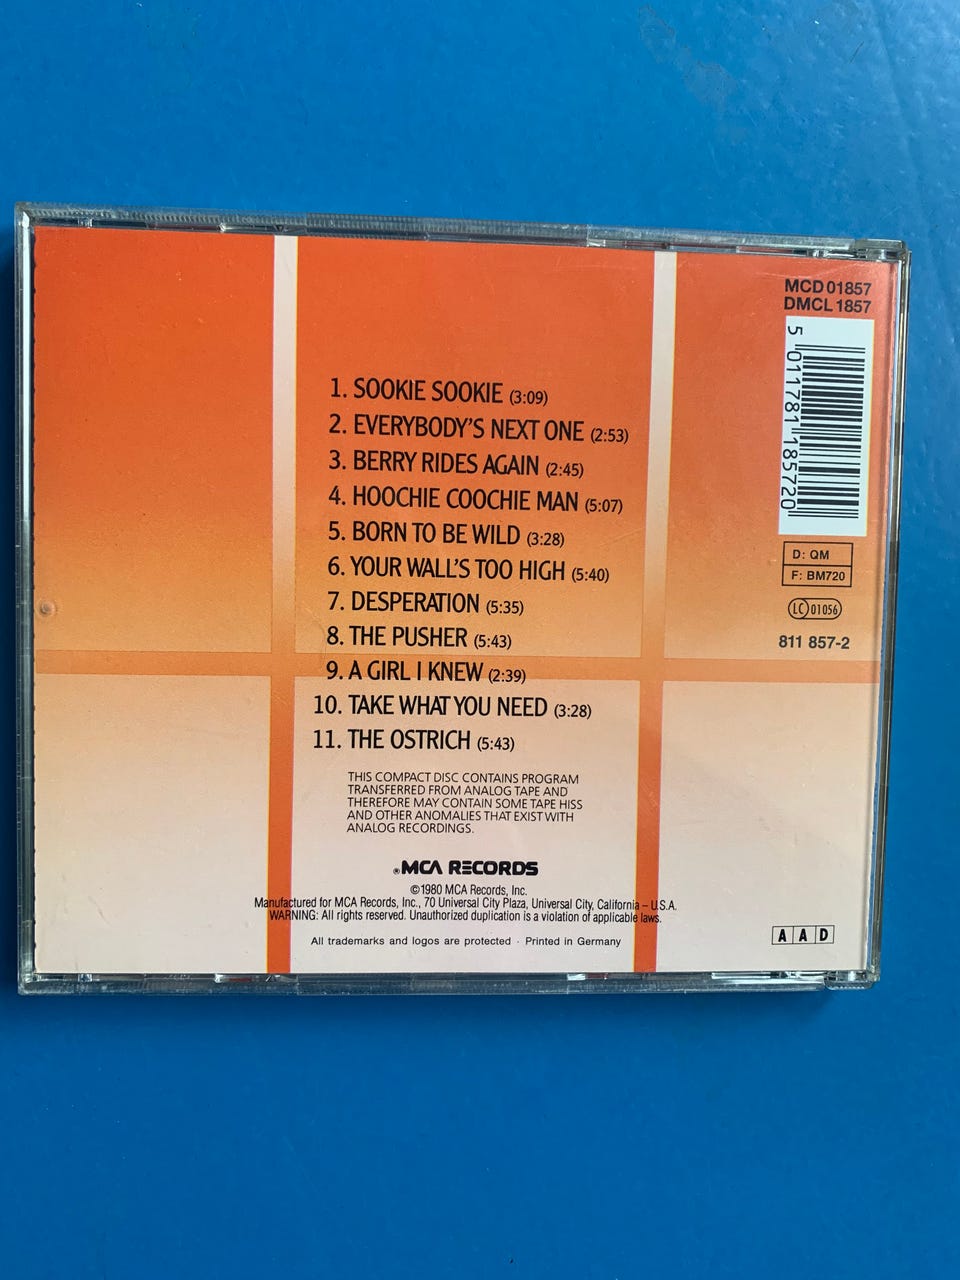 MCD 01857
DMCL 1857
5 011781 185720
D: QM
F: BM720
LC 01056
811 857-2
1. SOOKIE SOOKIE (3:09)
2. EVERYBODY'S NEXT ONE (2:53)
3. BERRY RIDES AGAIN (2:45)
4. HOOCHIE COOCHIE MAN (5:07)
5. BORN TO BE WILD (3:28)
6. YOUR WALL'S TOO HIGH (5:40)
7. DESPERATION (5:35)
8. THE PUSHER (5:43)
9. A GIRL I KNEW (2:39)
10. TAKE WHAT YOU NEED (3:28)
11. THE OSTRICH (5:43)
THIS COMPACT DISC CONTAINS PROGRAM
TRANSFERRED FROM ANALOG TAPE AND
THEREFORE MAY CONTAIN SOME TAPE HISS
AND OTHER ANOMALIES THAT EXIST WITH
ANALOG RECORDINGS.
®MCA RECORDS
©1980 MCA Records, Inc.
Manufactured for MCA Records, Inc., 70 Universal City Plaza, Universal City, California – U.S.A.
WARNING: All rights reserved. Unauthorized duplication is a violation of applicable laws.
All trademarks and logos are protected · Printed in Germany
A A D